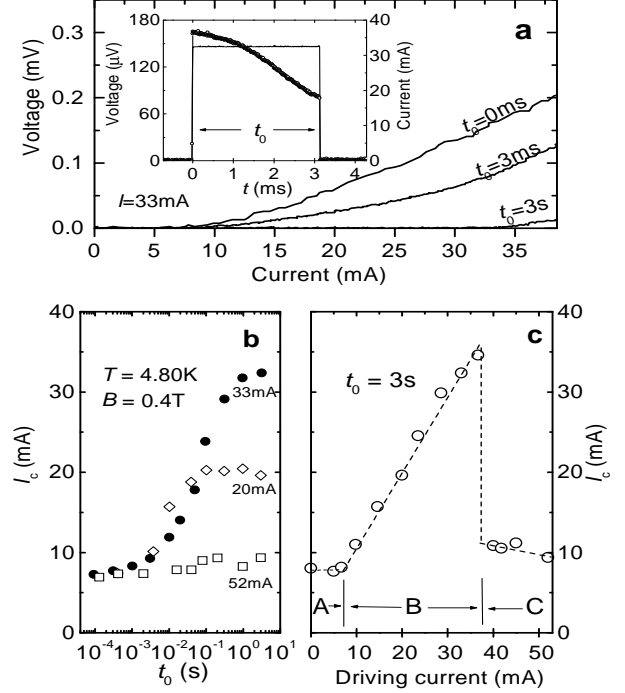 a
0.3
0.2
0.1
0.0
Voltage (mV)
0 5 10 15 20 25 30 35
Current (mA)
I=33mA
t0=0ms
t0=3ms
t0=3s
180
150
120
90
60
Voltage (μV)
40
30
20
10
0
Current (mA)
0 1 2 3 4
t (ms)
t0
b
T = 4.80K
B = 0.4T
33mA
20mA
52mA
40
30
20
10
0
Ic (mA)
10⁻⁴ 10⁻³ 10⁻² 10⁻¹ 10⁰ 10¹
t0 (s)
c
t0 = 3s
A B C
0 10 20 30 40 50
Driving current (mA)
40
30
20
10
0
Ic (mA)